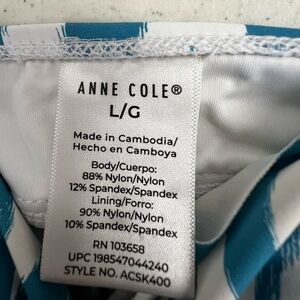 ANNE COLE®
L/G
Made in Cambodia/
Hecho en Camboya
Body/Cuerpo:
88% Nylon/Nylon
12% Spandex/Spandex
Lining/Forro:
90% Nylon/Nylon
10% Spandex/Spandex
RN 103658
UPC 198547044240
STYLE NO. ACSK400